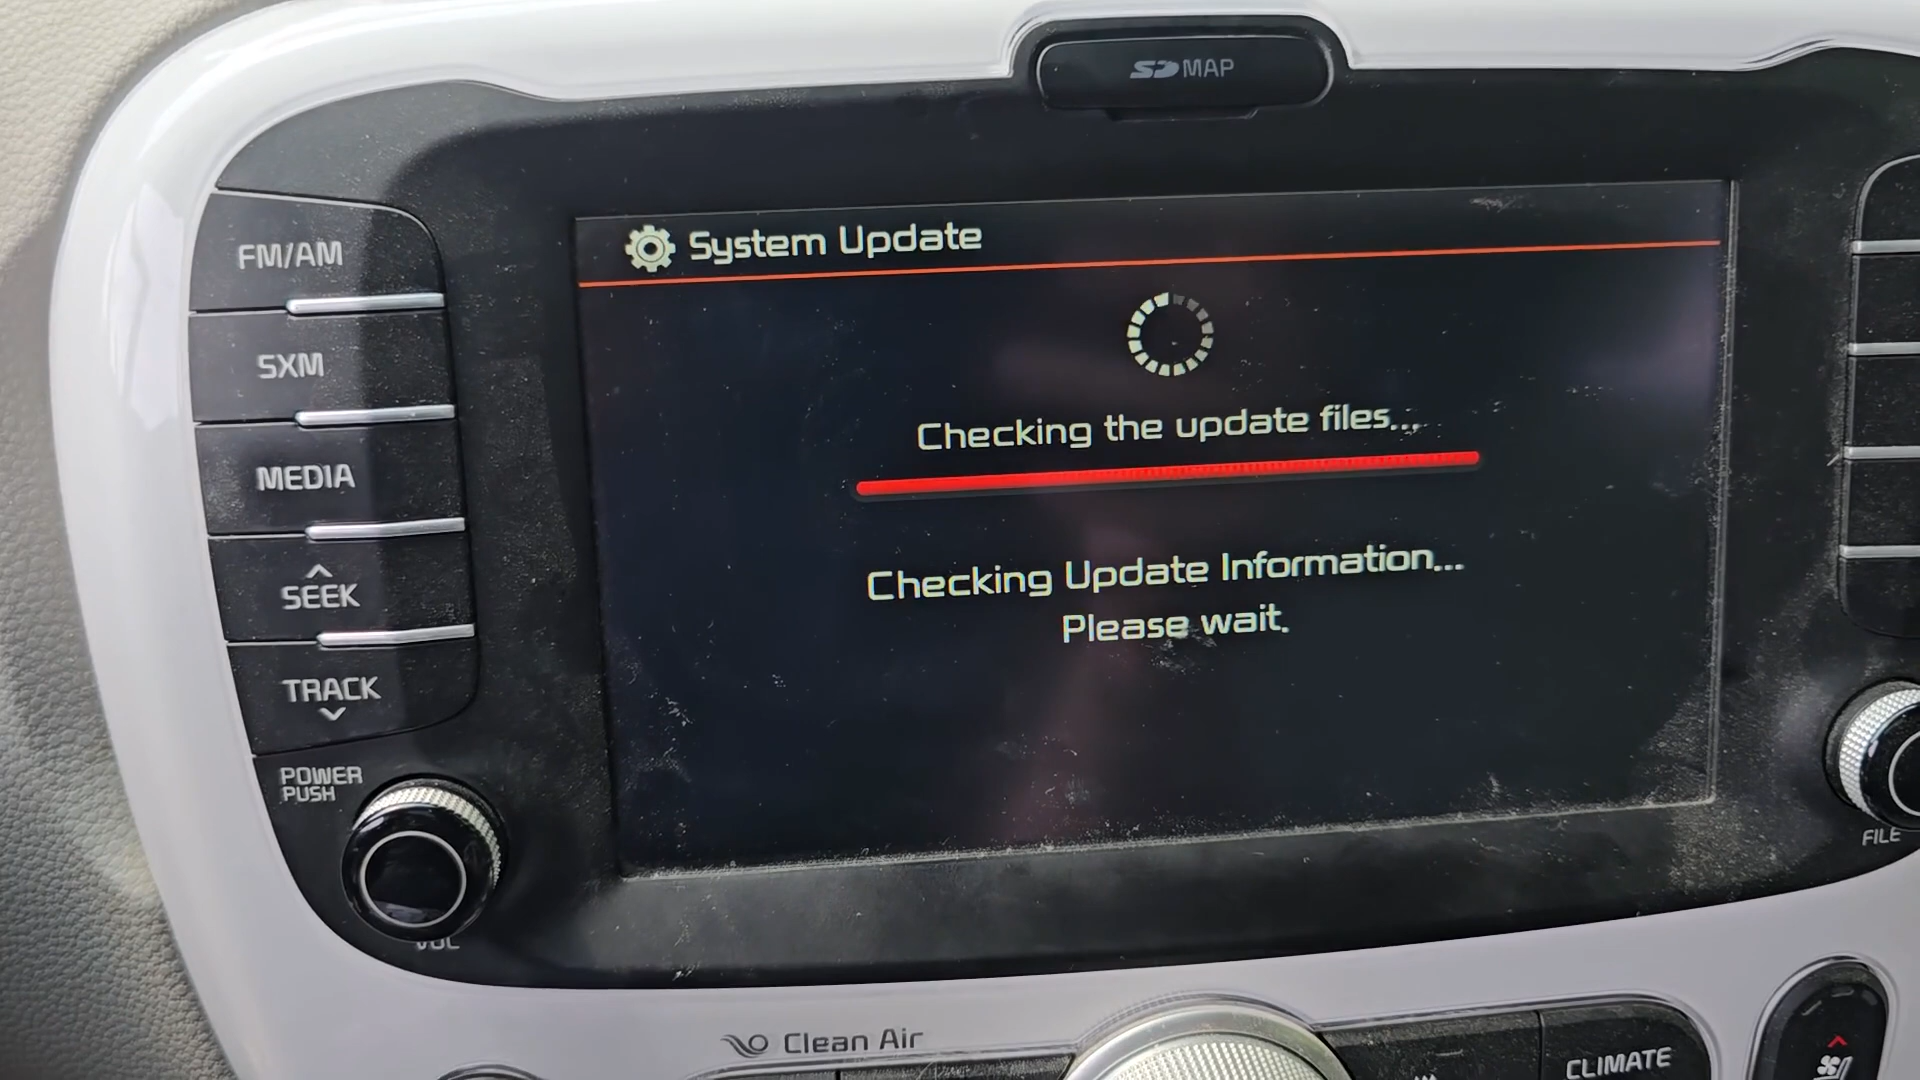 SD MAP
FM/AM
SXM
MEDIA
SEEK
TRACK
POWER
PUSH
VOL
System Update
Checking the update files...
Checking Update Information...
Please wait.
FILE
Clean Air
CLIMATE